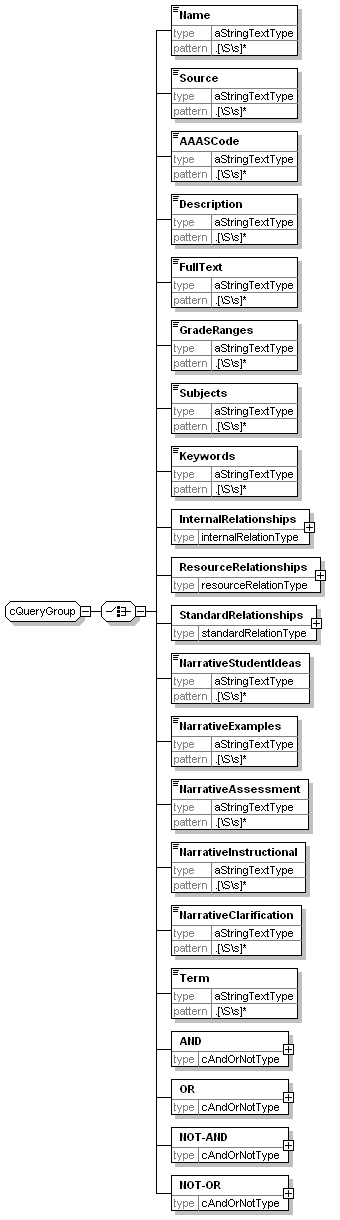 Name
type aStringTextType
pattern .[\S\s]*
Source
type aStringTextType
pattern .[\S\s]*
AAASCode
type aStringTextType
pattern .[\S\s]*
Description
type aStringTextType
pattern .[\S\s]*
FullText
type aStringTextType
pattern .[\S\s]*
GradeRanges
type aStringTextType
pattern .[\S\s]*
Subjects
type aStringTextType
pattern .[\S\s]*
Keywords
type aStringTextType
pattern .[\S\s]*
InternalRelationships
type internalRelationType
ResourceRelationships
type resourceRelationType
cQueryGroup
StandardRelationships
type standardRelationType
NarrativeStudentIdeas
type aStringTextType
pattern .[\S\s]*
NarrativeExamples
type aStringTextType
pattern .[\S\s]*
NarrativeAssessment
type aStringTextType
pattern .[\S\s]*
NarrativeInstructional
type aStringTextType
pattern .[\S\s]*
NarrativeClarification
type aStringTextType
pattern .[\S\s]*
Term
type aStringTextType
pattern .[\S\s]*
AND
type cAndOrNotType
OR
type cAndOrNotType
NOT-AND
type cAndOrNotType
NOT-OR
type cAndOrNotType